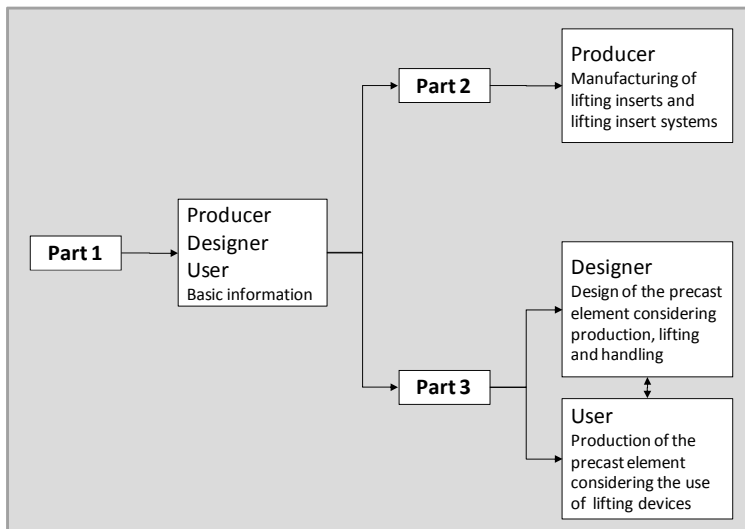 Part 1
Producer
Designer
User
Basic information
Part 2
Producer
Manufacturing of
lifting inserts and
lifting insert systems
Part 3
Designer
Design of the precast
element considering
production, lifting
and handling
User
Production of the
precast element
considering the use
of lifting devices